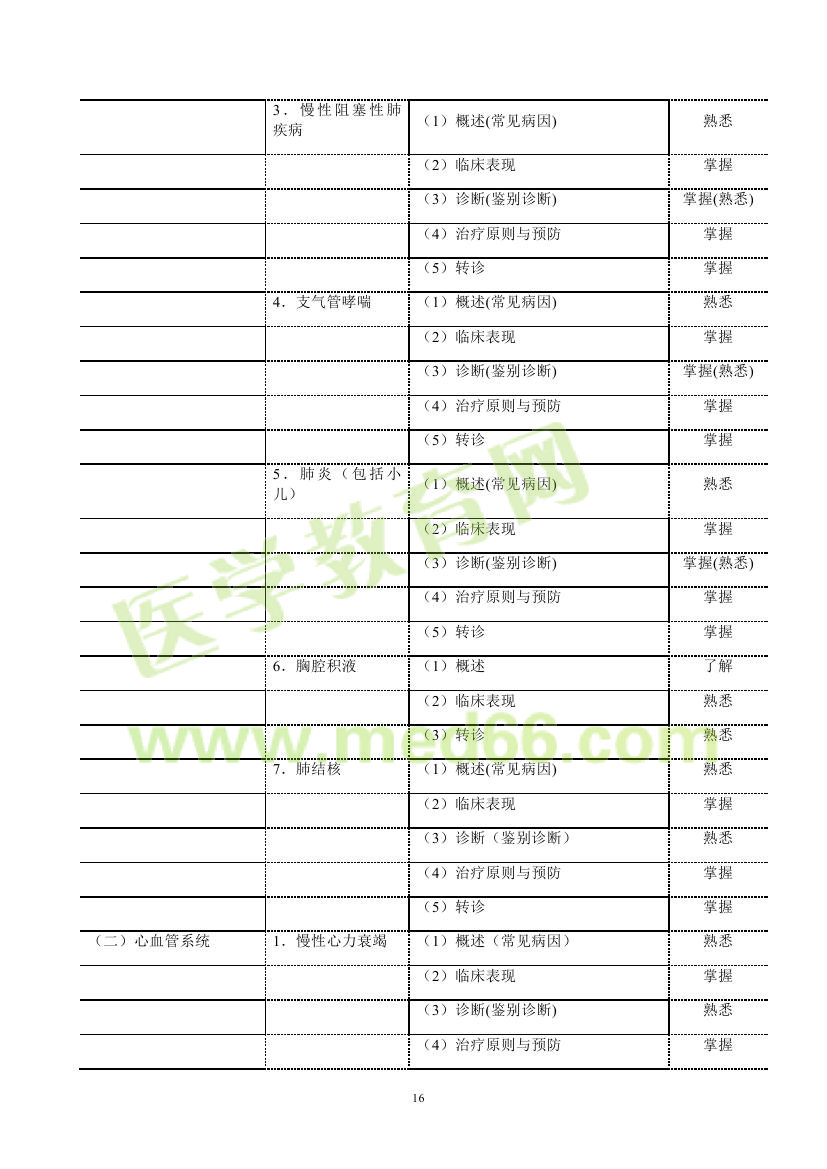 3．慢性阻塞性肺
疾病
（1）概述(常见病因)
熟悉
（2）临床表现
掌握
（3）诊断(鉴别诊断)
掌握(熟悉)
（4）治疗原则与预防
掌握
（5）转诊
掌握
4．支气管哮喘
（1）概述(常见病因)
熟悉
（2）临床表现
掌握
（3）诊断(鉴别诊断)
掌握(熟悉)
（4）治疗原则与预防
掌握
（5）转诊
掌握
5．肺炎（包括小
儿）
（1）概述(常见病因)
熟悉
（2）临床表现
掌握
（3）诊断(鉴别诊断)
掌握(熟悉)
（4）治疗原则与预防
掌握
（5）转诊
掌握
6．胸腔积液
（1）概述
了解
（2）临床表现
熟悉
（3）转诊
熟悉
7．肺结核
（1）概述(常见病因)
熟悉
（2）临床表现
掌握
（3）诊断（鉴别诊断）
熟悉
（4）治疗原则与预防
掌握
（5）转诊
掌握
（二）心血管系统
1．慢性心力衰竭
（1）概述（常见病因）
熟悉
（2）临床表现
掌握
（3）诊断(鉴别诊断)
熟悉
（4）治疗原则与预防
掌握
16
医学教育网
www.med66.com